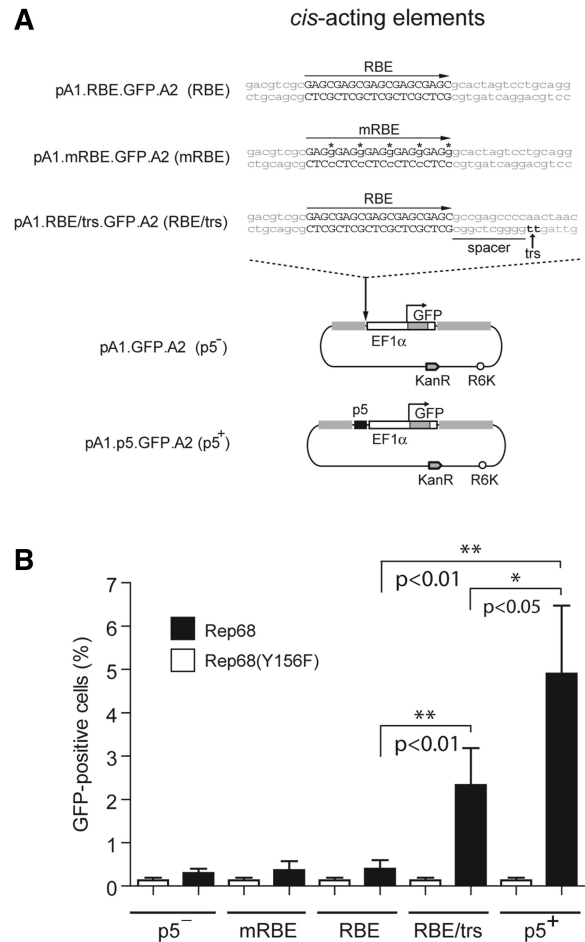 A
cis-acting elements
RBE
pA1.RBE.GFP.A2 (RBE)
gacgtcgcGAGCGAGCGAGCGAGCGAGCgcactagtcctgcagg
ctgcagcgCTCGCTCGCTCGCTCGCTCGcgtgatcaggacgtcc
mRBE
* * * * *
pA1.mRBE.GFP.A2 (mRBE)
gacgtcgcGAGgGAGgGAGgGAGgGAGggcactagtcctgcagg
ctgcagcgCTCcCTCcCTCcCTCcCTCccgtgatcaggacgtcc
RBE
pA1.RBE/trs.GFP.A2 (RBE/trs)
gacgtcgcGAGCGAGCGAGCGAGCGAGCgccgagccccaactaac
ctgcagcgCTCGCTCGCTCGCTCGCTCGcggctcggggttgattg
spacer
trs
pA1.GFP.A2 (p5⁻)
GFP
EF1α
KanR
R6K
pA1.p5.GFP.A2 (p5⁺)
p5
GFP
EF1α
KanR
R6K
B
GFP-positive cells (%)
7
6
5
4
3
2
1
0
Rep68
Rep68(Y156F)
**
p<0.01
*
p<0.05
**
p<0.01
p5⁻
mRBE
RBE
RBE/trs
p5⁺